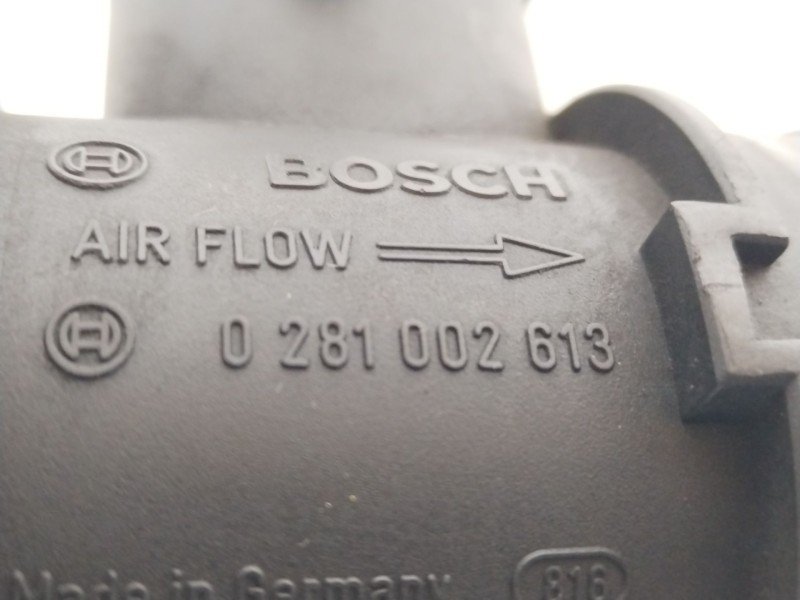 BOSCH
AIR FLOW
0 281 002 613
Made in Germany 816